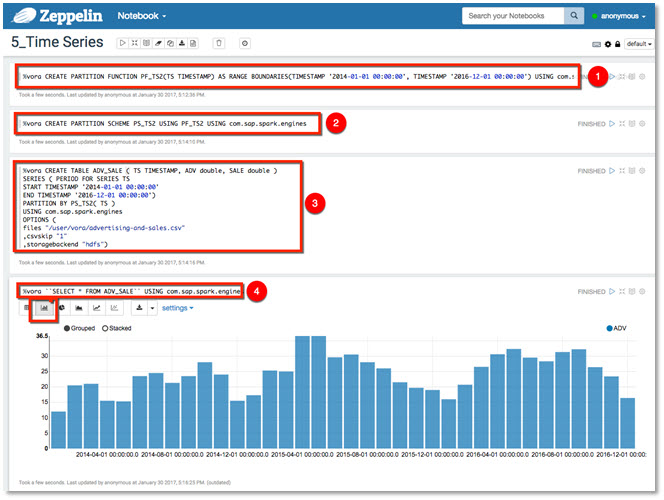 Zeppelin Notebook Search your Notebooks anonymous
5_Time Series default
%vora CREATE PARTITION FUNCTION PF_TS2(TS TIMESTAMP) AS RANGE BOUNDARIES(TIMESTAMP '2014-01-01 00:00:00', TIMESTAMP '2016-12-01 00:00:00') USING com.s 1
Took a few seconds. Last updated by anonymous at January 30 2017, 5:12:36 PM.
%vora CREATE PARTITION SCHEME PS_TS2 USING PF_TS2 USING com.sap.spark.engines 2 FINISHED
Took a few seconds. Last updated by anonymous at January 30 2017, 5:14:10 PM.
%vora CREATE TABLE ADV_SALE ( TS TIMESTAMP, ADV double, SALE double ) FINISHED
SERIES ( PERIOD FOR SERIES TS
START TIMESTAMP '2014-01-01 00:00:00'
END TIMESTAMP '2016-12-01 00:00:00')
PARTITION BY PS_TS2( TS )
USING com.sap.spark.engines
OPTIONS (
files "/user/vora/advertising-and-sales.csv"
,csvskip "1"
,storagebackend "hdfs")
3
Took a few seconds. Last updated by anonymous at January 30 2017, 5:14:16 PM.
%vora ``SELECT * FROM ADV_SALE`` USING com.sap.spark.engine 4 FINISHED
settings
Grouped Stacked ADV
36.5
30
25
20
15
10
5
0
2014-04-01 00:00:00.0 2014-08-01 00:00:00.0 2014-12-01 00:00:00.0 2015-04-01 00:00:00.0 2015-08-01 00:00:00.0 2015-12-01 00:00:00.0 2016-04-01 00:00:00.0 2016-08-01 00:00:00.0 2016-12-01 00:00:0
Took a few seconds. Last updated by anonymous at January 30 2017, 5:16:25 PM. (outdated)